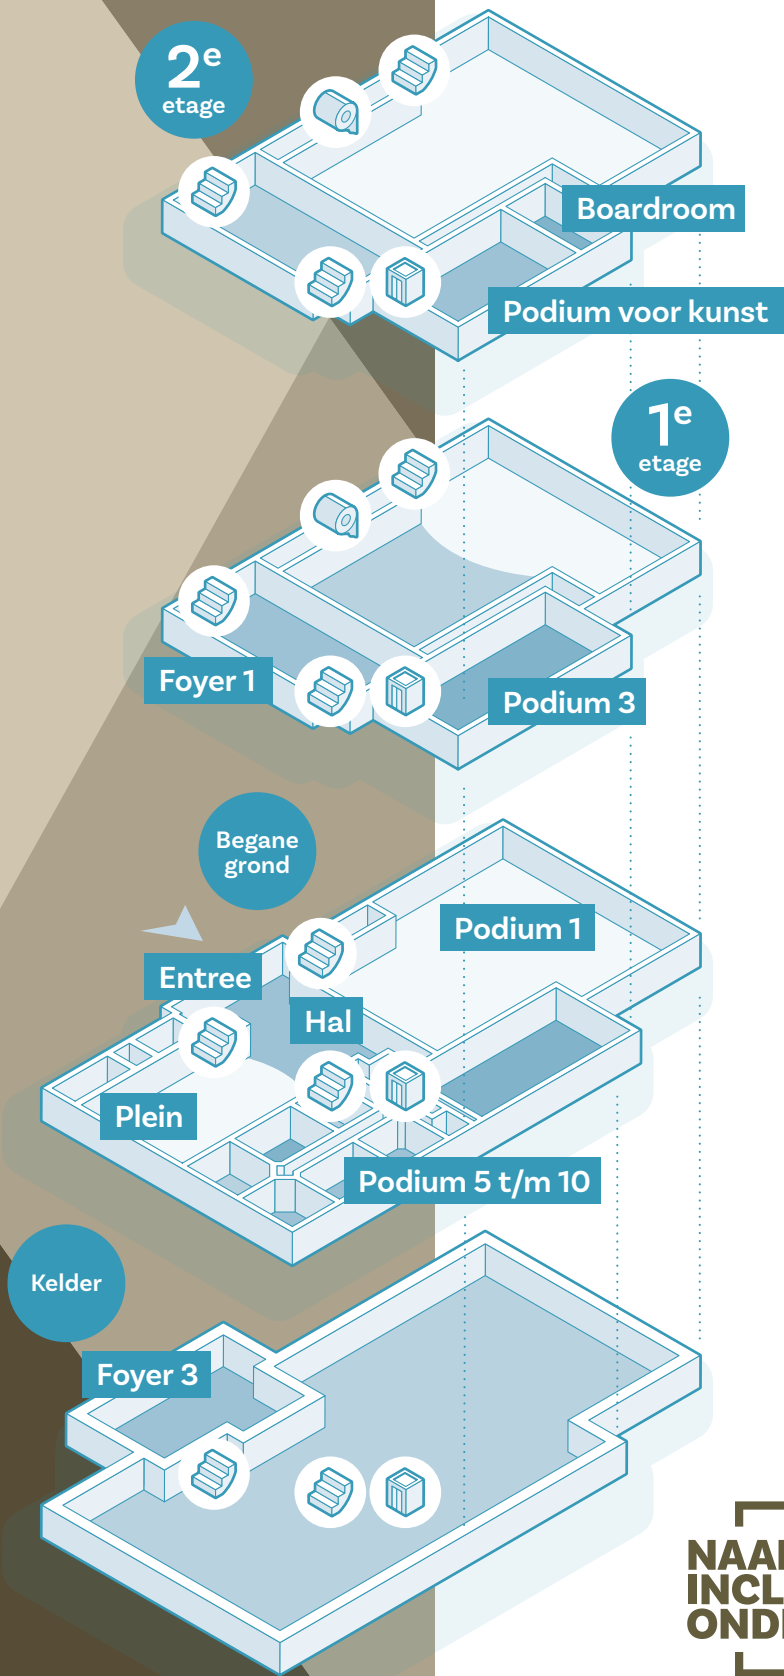 2e
etage
Boardroom
Podium voor kunst
1e
etage
Foyer 1
Podium 3
Begane
grond
Podium 1
Entree
Hal
Plein
Podium 5 t/m 10
Kelder
Foyer 3